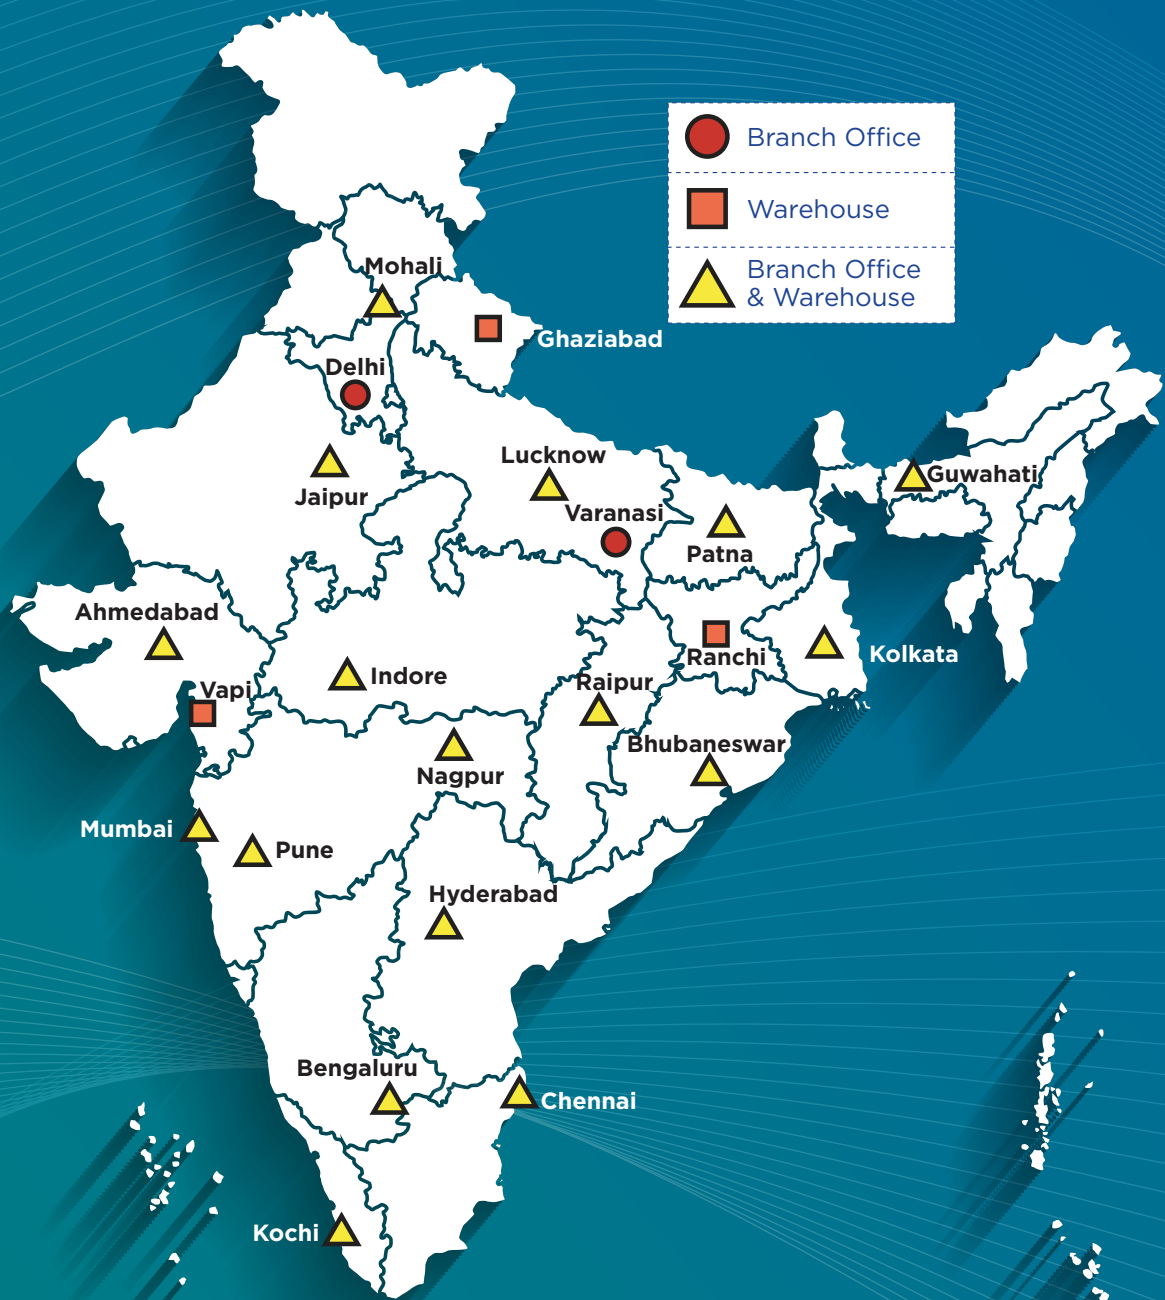 Branch Office
Warehouse
Branch Office
& Warehouse
Mohali
Ghaziabad
Delhi
Lucknow
Guwahati
Jaipur
Varanasi
Patna
Ahmedabad
Kolkata
Ranchi
Indore
Raipur
Vapi
Bhubaneswar
Nagpur
Mumbai
Pune
Hyderabad
Bengaluru
Chennai
Kochi